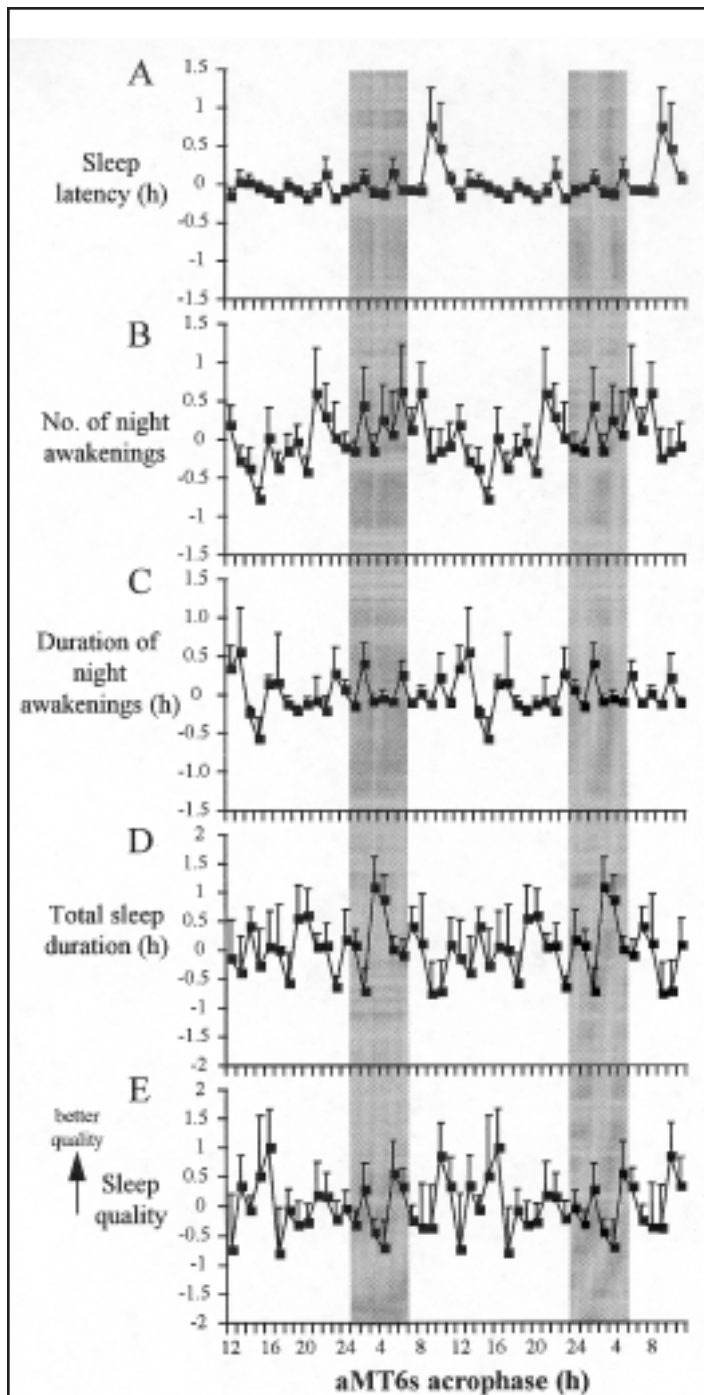 A
1.5
1
0.5
0
-0.5
-1
-1.5
Sleep
latency (h)
B
1.5
1
0.5
0
-0.5
-1
-1.5
No. of night
awakenings
C
1.5
1.0
0.5
0
-0.5
-1.0
-1.5
Duration of
night
awakenings (h)
D
2
1.5
1
0.5
0
-0.5
-1
-1.5
-2
Total sleep
duration (h)
E
2
1.5
1
0.5
0
-0.5
-1
-1.5
-2
better
quality
Sleep
quality
12 16 20 24 4 8 12 16 20 24 4 8
aMT6s acrophase (h)